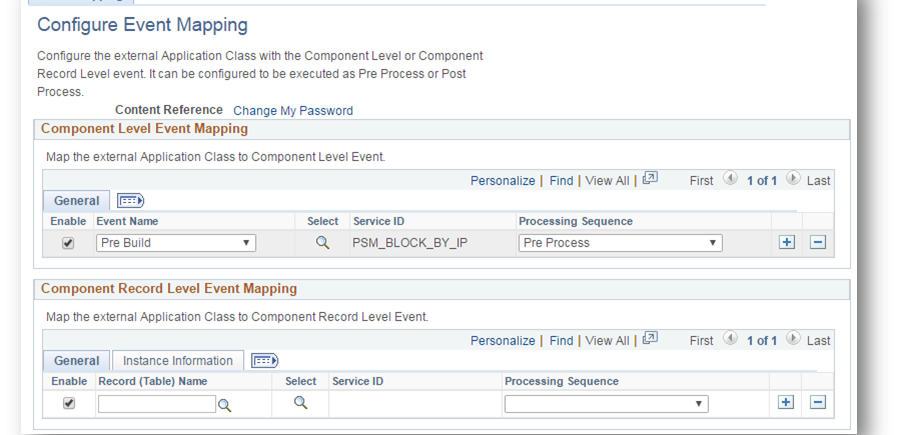 Configure Event Mapping
Configure the external Application Class with the Component Level or Component
Record Level event. It can be configured to be executed as Pre Process or Post
Process.
Content Reference Change My Password
Component Level Event Mapping
Map the external Application Class to Component Level Event.
Personalize | Find | View All | First 1 of 1 Last
General
Enable Event Name Select Service ID Processing Sequence
Pre Build PSM_BLOCK_BY_IP Pre Process
Component Record Level Event Mapping
Map the external Application Class to Component Record Level Event.
Personalize | Find | View All | First 1 of 1 Last
General Instance Information
Enable Record (Table) Name Select Service ID Processing Sequence